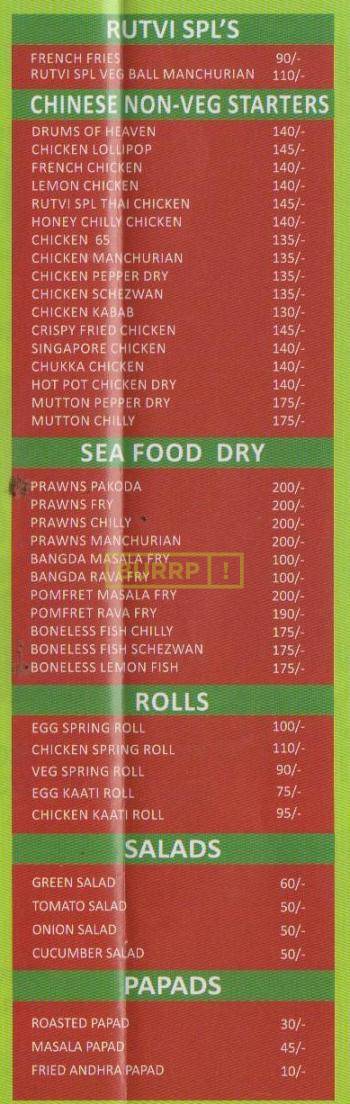 RUTVI SPL'S
FRENCH FRIES 90/-
RUTVI SPL VEG BALL MANCHURIAN 110/-
CHINESE NON-VEG STARTERS
DRUMS OF HEAVEN 140/-
CHICKEN LOLLIPOP 145/-
FRENCH CHICKEN 140/-
LEMON CHICKEN 140/-
RUTVI SPL THAI CHICKEN 145/-
HONEY CHILLY CHICKEN 140/-
CHICKEN 65 135/-
CHICKEN MANCHURIAN 135/-
CHICKEN PEPPER DRY 135/-
CHICKEN SCHEZWAN 135/-
CHICKEN KABAB 130/-
CRISPY FRIED CHICKEN 145/-
SINGAPORE CHICKEN 140/-
CHUKKA CHICKEN 140/-
HOT POT CHICKEN DRY 140/-
MUTTON PEPPER DRY 175/-
MUTTON CHILLY 175/-
SEA FOOD DRY
PRAWNS PAKODA 200/-
PRAWNS FRY 200/-
PRAWNS CHILLY 200/-
PRAWNS MANCHURIAN 200/-
BANGDA MASALA FRY 100/-
BANGDA RAVA FRY 100/-
BURRP!
POMFRET MASALA FRY 200/-
POMFRET RAVA FRY 190/-
BONELESS FISH CHILLY 175/-
BONELESS FISH SCHEZWAN 175/-
BONELESS LEMON FISH 175/-
ROLLS
EGG SPRING ROLL 100/-
CHICKEN SPRING ROLL 110/-
VEG SPRING ROLL 90/-
EGG KAATI ROLL 75/-
CHICKEN KAATI ROLL 95/-
SALADS
GREEN SALAD 60/-
TOMATO SALAD 50/-
ONION SALAD 50/-
CUCUMBER SALAD 50/-
PAPADS
ROASTED PAPAD 30/-
MASALA PAPAD 45/-
FRIED ANDHRA PAPAD 10/-